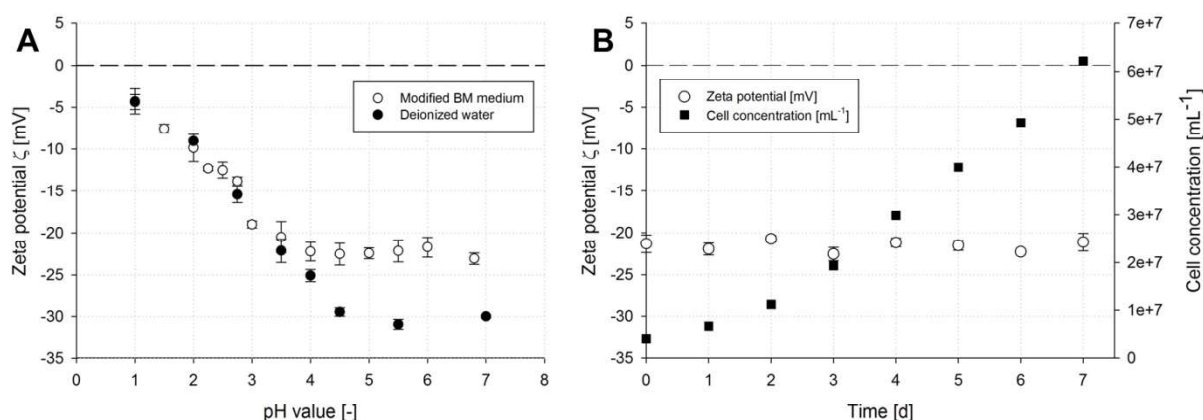 A
Zeta potential ζ [mV]
5
0
-5
-10
-15
-20
-25
-30
-35
0 1 2 3 4 5 6 7 8
pH value [-]
Modified BM medium
Deionized water
B
Zeta potential ζ [mV]
5
0
-5
-10
-15
-20
-25
-30
-35
0 1 2 3 4 5 6 7
Time [d]
Zeta potential [mV]
Cell concentration [mL-1]
7e+7
6e+7
5e+7
4e+7
3e+7
2e+7
1e+7
0
Cell concentration [mL-1]